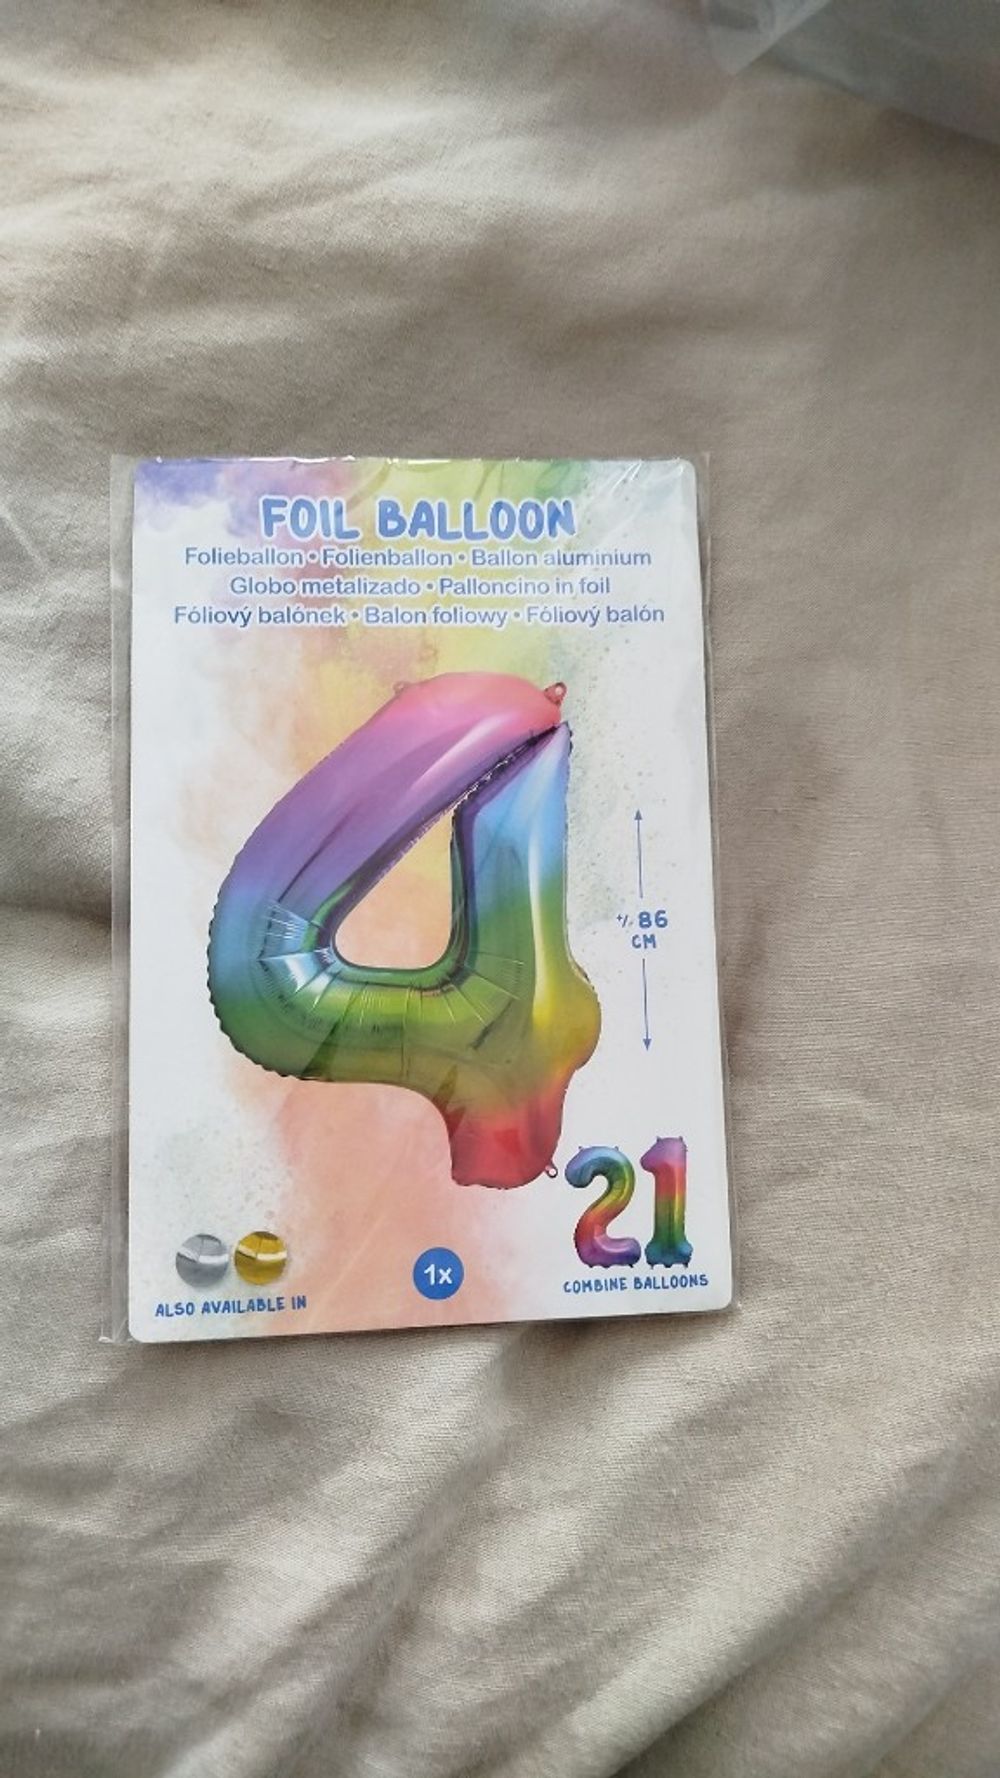 FOIL BALLOON
Folieballon • Folienballon • Ballon aluminium
Globo metalizado • Palloncino in foil
Fóliový balónek • Balon foliowy • Fóliový balón
4
+/- 86
CM
21
COMBINE BALLOONS
1x
ALSO AVAILABLE IN